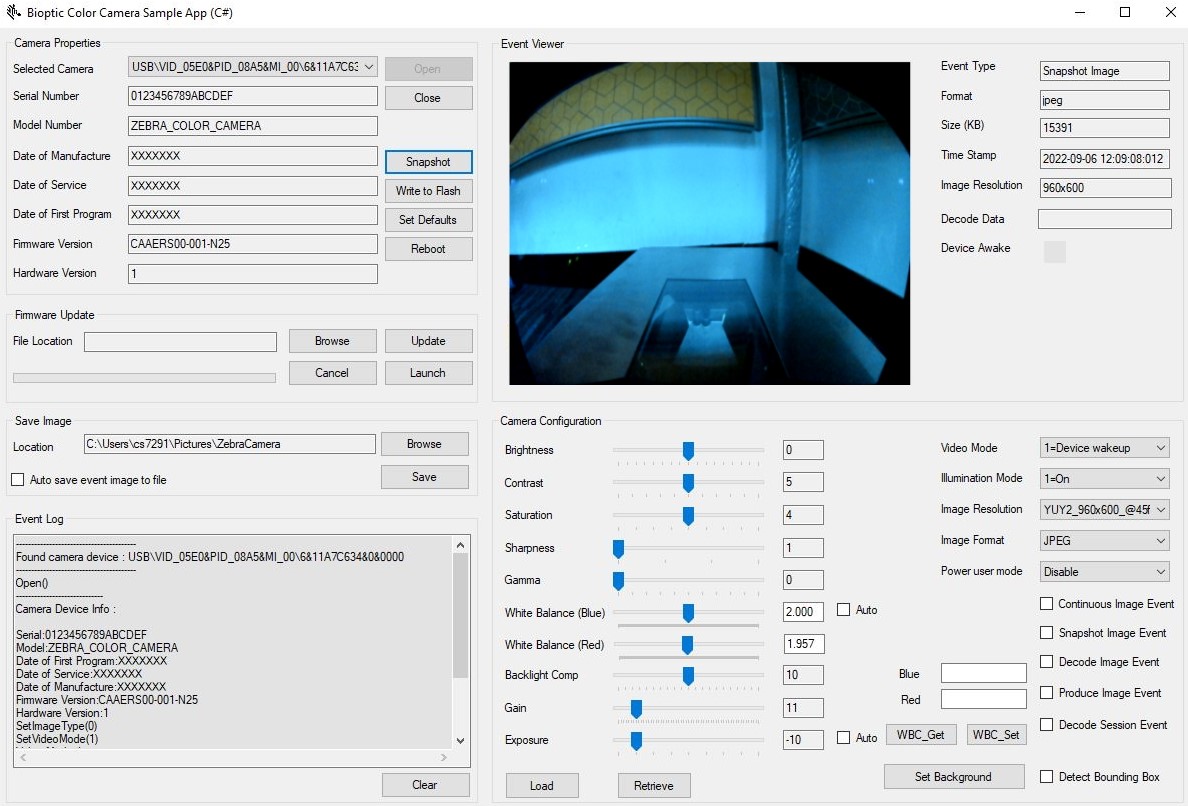 Bioptic Color Camera Sample App (C#)
Camera Properties
Selected Camera USB\VID_05E0&PID_08A5&MI_00\6&11A7C63 Open
Serial Number 0123456789ABCDEF Close
Model Number ZEBRA_COLOR_CAMERA
Date of Manufacture XXXXXXX Snapshot
Date of Service XXXXXXX Write to Flash
Date of First Program XXXXXXX Set Defaults
Firmware Version CAAERS00-001-N25 Reboot
Hardware Version 1
Firmware Update
File Location Browse Update
Cancel Launch
Save Image
Location C:\Users\cs7291\Pictures\ZebraCamera Browse
Auto save event image to file Save
Event Log
----------------------------------------
Found camera device : USB\VID_05E0&PID_08A5&MI_00\6&11A7C634&0&0000
----------------------------------------
Open()
-----------------------------
Camera Device Info :
Serial:0123456789ABCDEF
Model:ZEBRA_COLOR_CAMERA
Date of First Program:XXXXXXX
Date of Service:XXXXXXX
Date of Manufacture:XXXXXXX
Firmware Version:CAAERS00-001-N25
Hardware Version:1
SetImageType(0)
SetVideoMode(1)
Clear
Event Viewer
Event Type Snapshot Image
Format jpeg
Size (KB) 15391
Time Stamp 2022-09-06 12:09:08:012
Image Resolution 960x600
Decode Data
Device Awake
Camera Configuration
Brightness 0
Contrast 5
Saturation 4
Sharpness 1
Gamma 0
White Balance (Blue) 2.000 Auto
White Balance (Red) 1.957
Backlight Comp 10
Gain 11
Exposure -10 Auto
Load Retrieve
Video Mode 1=Device wakeup
Illumination Mode 1=On
Image Resolution YUY2_960x600_@45f
Image Format JPEG
Power user mode Disable
Continuous Image Event
Snapshot Image Event
Decode Image Event
Blue
Produce Image Event
Red
Decode Session Event
WBC_Get WBC_Set
Set Background Detect Bounding Box